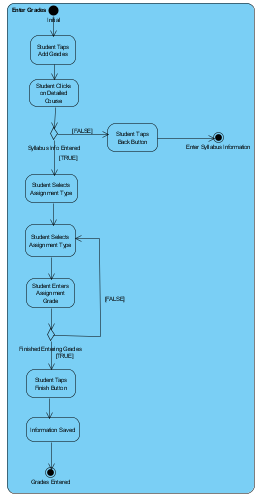 Enter Grades
Initial
Student Taps
Add Grades
Student Clicks
on Detailed
Course
[FALSE]
Student Taps
Back Button
Syllabus Info Entered
Enter Syllabus Information
[TRUE]
Student Selects
Assignment Type
Student Selects
Assignment Type
Student Enters
Assignment
Grade
[FALSE]
Finished Entering Grades
[TRUE]
Student Taps
Finish Button
Information Saved
Grades Entered